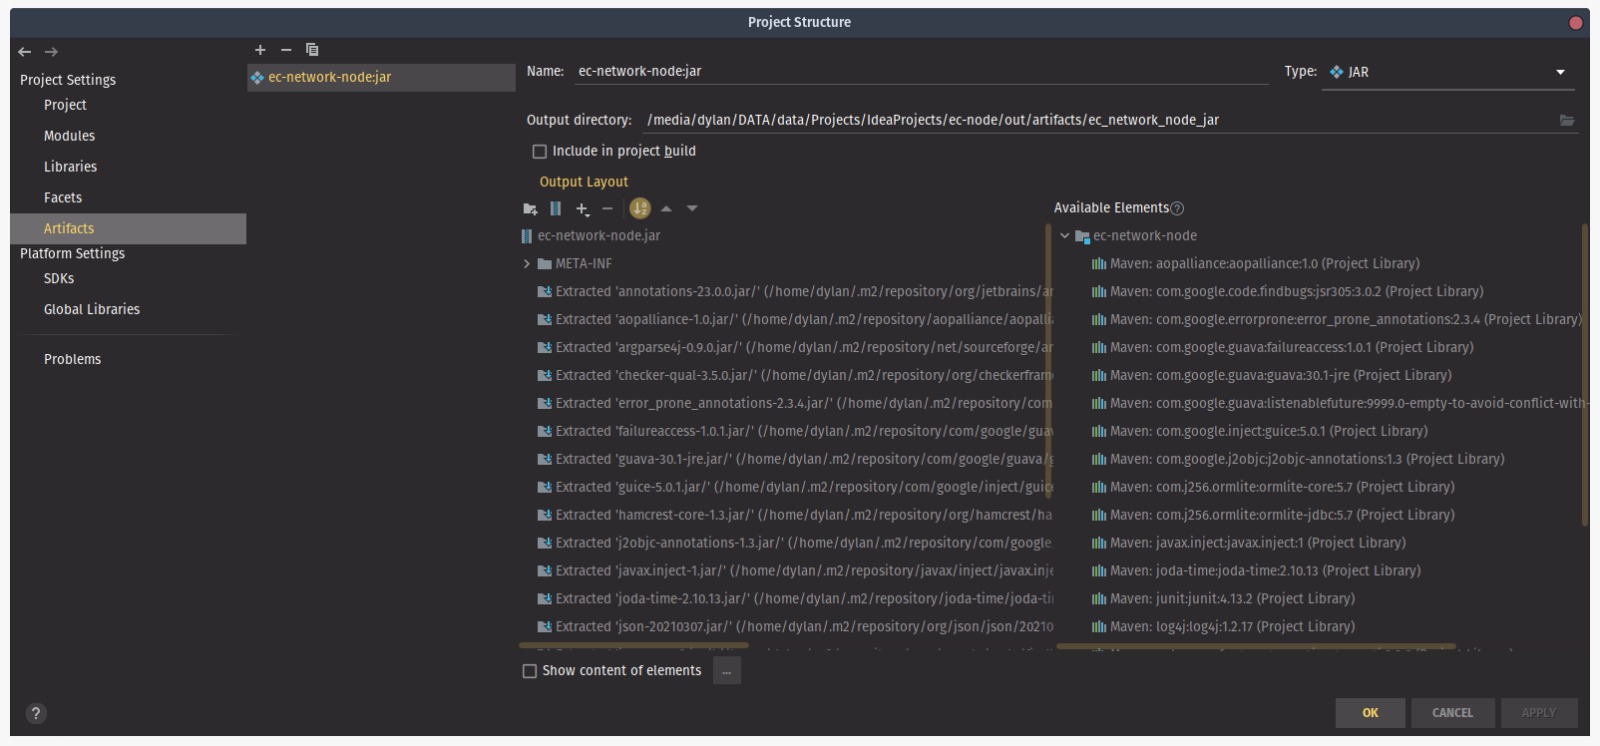 Project Structure
Project Settings
Project
Modules
Libraries
Facets
Artifacts
Platform Settings
SDKs
Global Libraries
Problems
ec-network-node:jar
Name: ec-network-node:jar
Type: JAR
Output directory: /media/dylan/DATA/data/Projects/IdeaProjects/ec-node/out/artifacts/ec_network_node_jar
Include in project build
Output Layout
ec-network-node.jar
META-INF
Extracted 'annotations-23.0.0.jar/' (/home/dylan/.m2/repository/org/jetbrains/
Extracted 'aopalliance-1.0.jar/' (/home/dylan/.m2/repository/aopalliance/
Extracted 'argparse4j-0.9.0.jar/' (/home/dylan/.m2/repository/net/sourceforge/
Extracted 'checker-qual-3.5.0.jar/' (/home/dylan/.m2/repository/org/checkerfram
Extracted 'error_prone_annotations-2.3.4.jar/' (/home/dylan/.m2/repository/com
Extracted 'failureaccess-1.0.1.jar/' (/home/dylan/.m2/repository/com/google/
Extracted 'guava-30.1-jre.jar/' (/home/dylan/.m2/repository/com/google/guava/
Extracted 'guice-5.0.1.jar/' (/home/dylan/.m2/repository/com/google/inject/
Extracted 'hamcrest-core-1.3.jar/' (/home/dylan/.m2/repository/org/hamcrest/ha
Extracted 'j2objc-annotations-1.3.jar/' (/home/dylan/.m2/repository/com/google
Extracted 'javax.inject-1.jar/' (/home/dylan/.m2/repository/javax/inject/javax.inje
Extracted 'joda-time-2.10.13.jar/' (/home/dylan/.m2/repository/joda-time/joda-ti
Extracted 'json-20210307.jar/' (/home/dylan/.m2/repository/org/json/json/20210
Show content of elements
...
Available Elements ?
ec-network-node
Maven: aopalliance:aopalliance:1.0 (Project Library)
Maven: com.google.code.findbugs:jsr305:3.0.2 (Project Library)
Maven: com.google.errorprone:error_prone_annotations:2.3.4 (Project Library)
Maven: com.google.guava:failureaccess:1.0.1 (Project Library)
Maven: com.google.guava:guava:30.1-jre (Project Library)
Maven: com.google.guava:listenablefuture:9999.0-empty-to-avoid-conflict-with-
Maven: com.google.inject:guice:5.0.1 (Project Library)
Maven: com.google.j2objc:j2objc-annotations:1.3 (Project Library)
Maven: com.j256.ormlite:ormlite-core:5.7 (Project Library)
Maven: com.j256.ormlite:ormlite-jdbc:5.7 (Project Library)
Maven: javax.inject:javax.inject:1 (Project Library)
Maven: joda-time:joda-time:2.10.13 (Project Library)
Maven: junit:junit:4.13.2 (Project Library)
Maven: log4j:log4j:1.2.17 (Project Library)
?
OK
CANCEL
APPLY